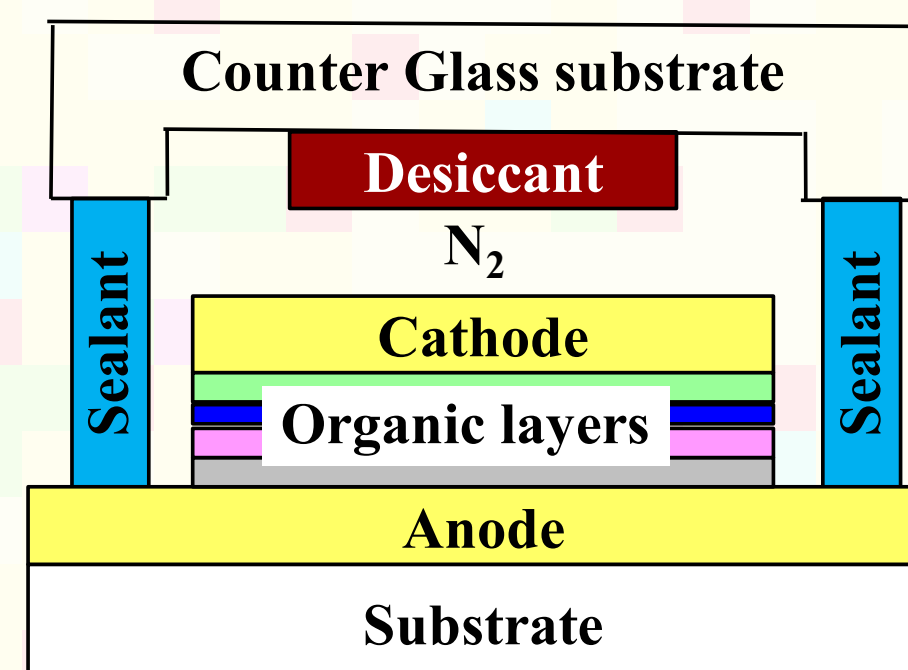 Counter Glass substrate
Desiccant
N₂
Sealant
Sealant
Cathode
Organic layers
Anode
Substrate